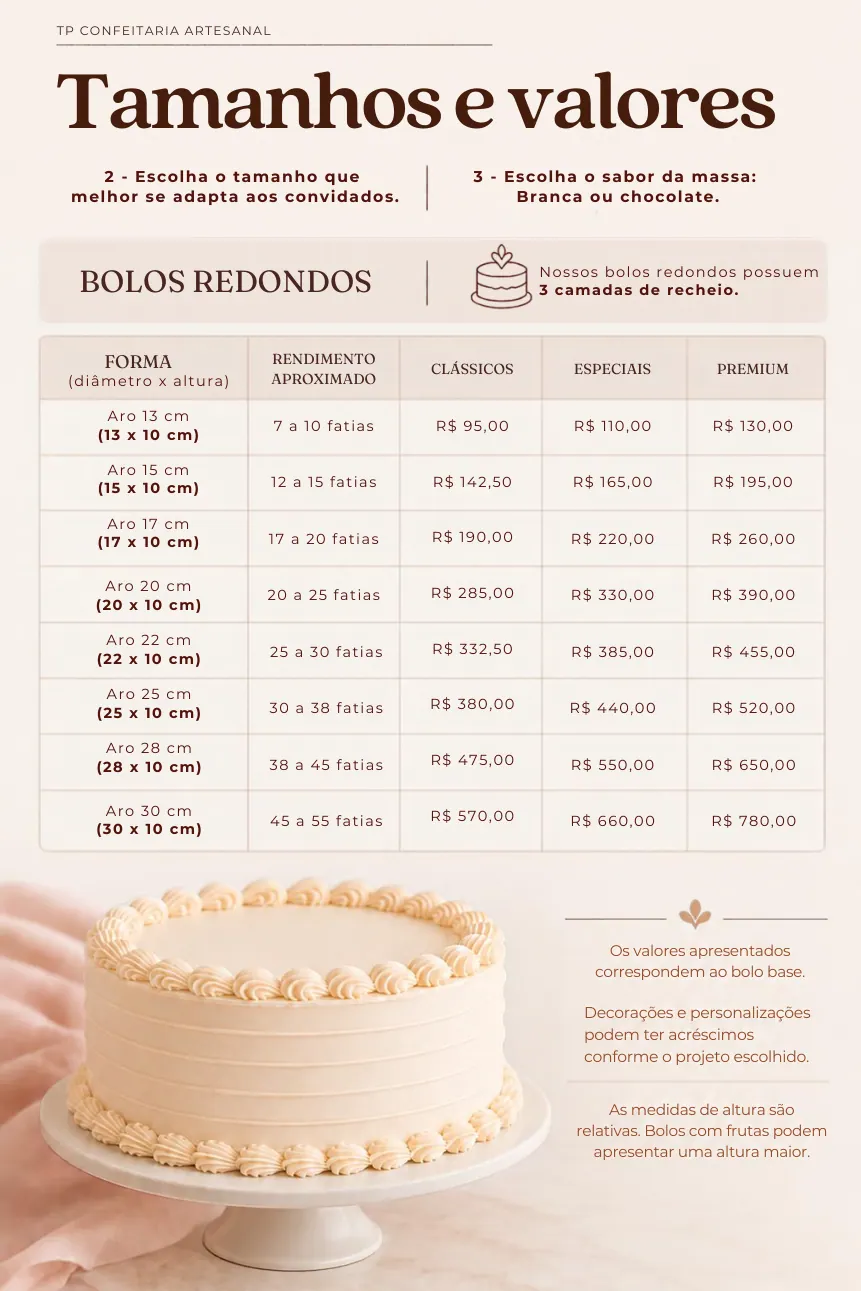 TP CONFEITARIA ARTESANAL
Tamanhos e valores
2 - Escolha o tamanho que
melhor se adapta aos convidados.
3 - Escolha o sabor da massa:
Branca ou chocolate.
BOLOS REDONDOS
Nossos bolos redondos possuem
3 camadas de recheio.
FORMA
(diâmetro x altura)
RENDIMENTO
APROXIMADO
CLÁSSICOS
ESPECIAIS
PREMIUM
Aro 13 cm
(13 x 10 cm)
7 a 10 fatias
R$ 95,00
R$ 110,00
R$ 130,00
Aro 15 cm
(15 x 10 cm)
12 a 15 fatias
R$ 142,50
R$ 165,00
R$ 195,00
Aro 17 cm
(17 x 10 cm)
17 a 20 fatias
R$ 190,00
R$ 220,00
R$ 260,00
Aro 20 cm
(20 x 10 cm)
20 a 25 fatias
R$ 285,00
R$ 330,00
R$ 390,00
Aro 22 cm
(22 x 10 cm)
25 a 30 fatias
R$ 332,50
R$ 385,00
R$ 455,00
Aro 25 cm
(25 x 10 cm)
30 a 38 fatias
R$ 380,00
R$ 440,00
R$ 520,00
Aro 28 cm
(28 x 10 cm)
38 a 45 fatias
R$ 475,00
R$ 550,00
R$ 650,00
Aro 30 cm
(30 x 10 cm)
45 a 55 fatias
R$ 570,00
R$ 660,00
R$ 780,00
Os valores apresentados
correspondem ao bolo base.
Decorações e personalizações
podem ter acréscimos
conforme o projeto escolhido.
As medidas de altura são
relativas. Bolos com frutas podem
apresentar uma altura maior.